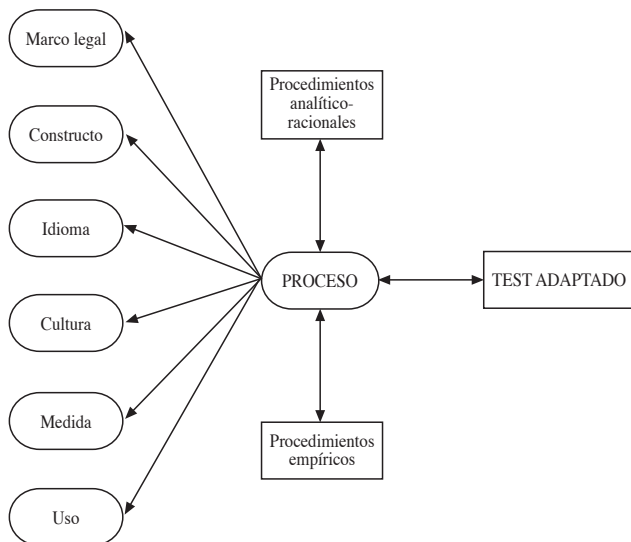 Marco legal
Constructo
Idioma
Cultura
Medida
Uso
Procedimientos
analítico-
racionales
PROCESO
Procedimientos
empíricos
TEST ADAPTADO